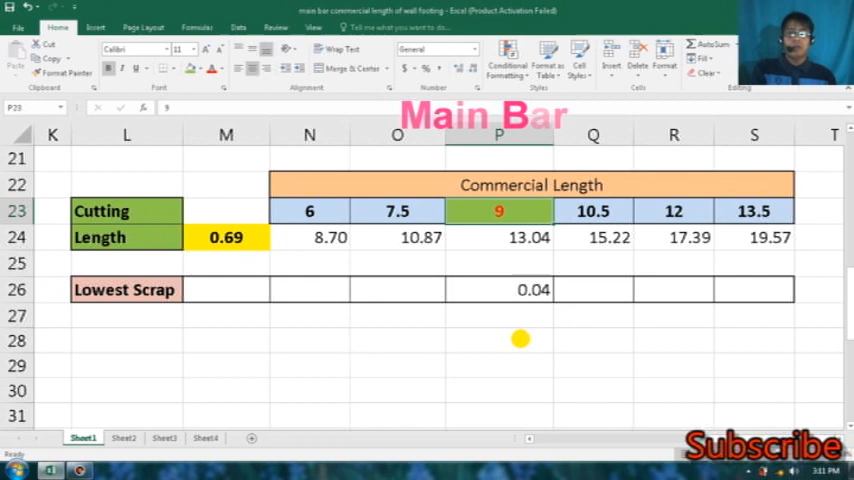 main bar commercial length of wall footing - Excel (Product Activation Failed)
File Home Insert Page Layout Formulas Data Review View Tell me what you want to do...
Cut
Copy
Format Painter
Paste
Clipboard
Calibri 11
B I U
Font
Wrap Text
Merge & Center
Alignment
General
Number
Conditional Formatting
Format as Table
Cell Styles
Styles
Insert Delete Format
Cells
AutoSum
Fill
Clear
Editing
P23 fx 9
Main Bar
K L M N O P Q R S T
21
22 Commercial Length
23 Cutting 6 7.5 9 10.5 12 13.5
24 Length 0.69 8.70 10.87 13.04 15.22 17.39 19.57
25
26 Lowest Scrap 0.04
27
28
29
30
31
Sheet1 Sheet2 Sheet3 Sheet4
Ready
Subscribe
3:11 PM